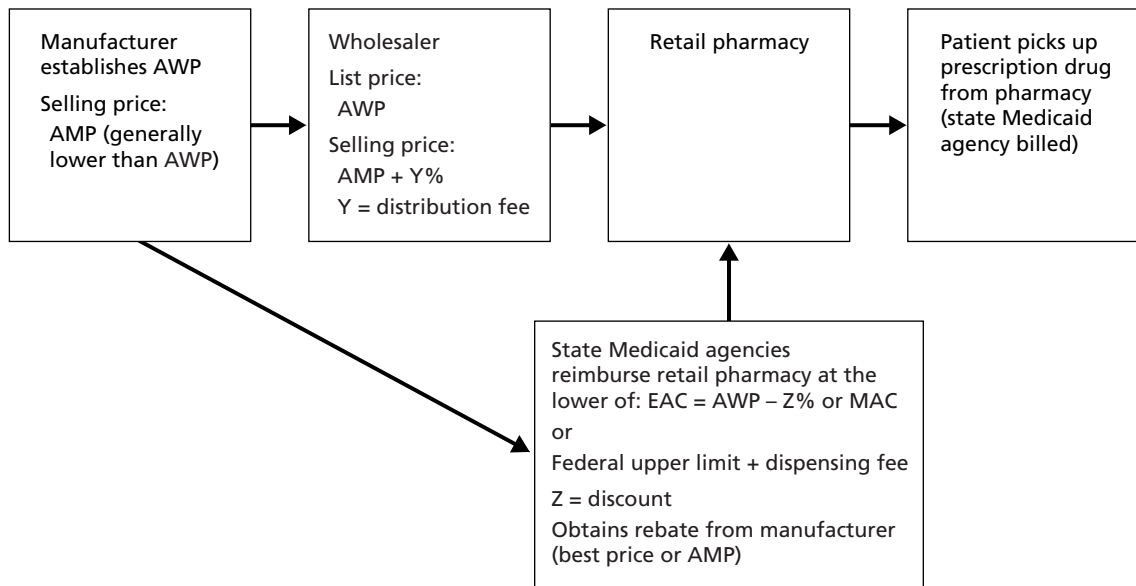 Manufacturer
establishes AWP
Selling price:
AMP (generally
lower than AWP)
Wholesaler
List price:
AWP
Selling price:
AMP + Y%
Y = distribution fee
Retail pharmacy
Patient picks up
prescription drug
from pharmacy
(state Medicaid
agency billed)
State Medicaid agencies
reimburse retail pharmacy at the
lower of: EAC = AWP – Z% or MAC
or
Federal upper limit + dispensing fee
Z = discount
Obtains rebate from manufacturer
(best price or AMP)